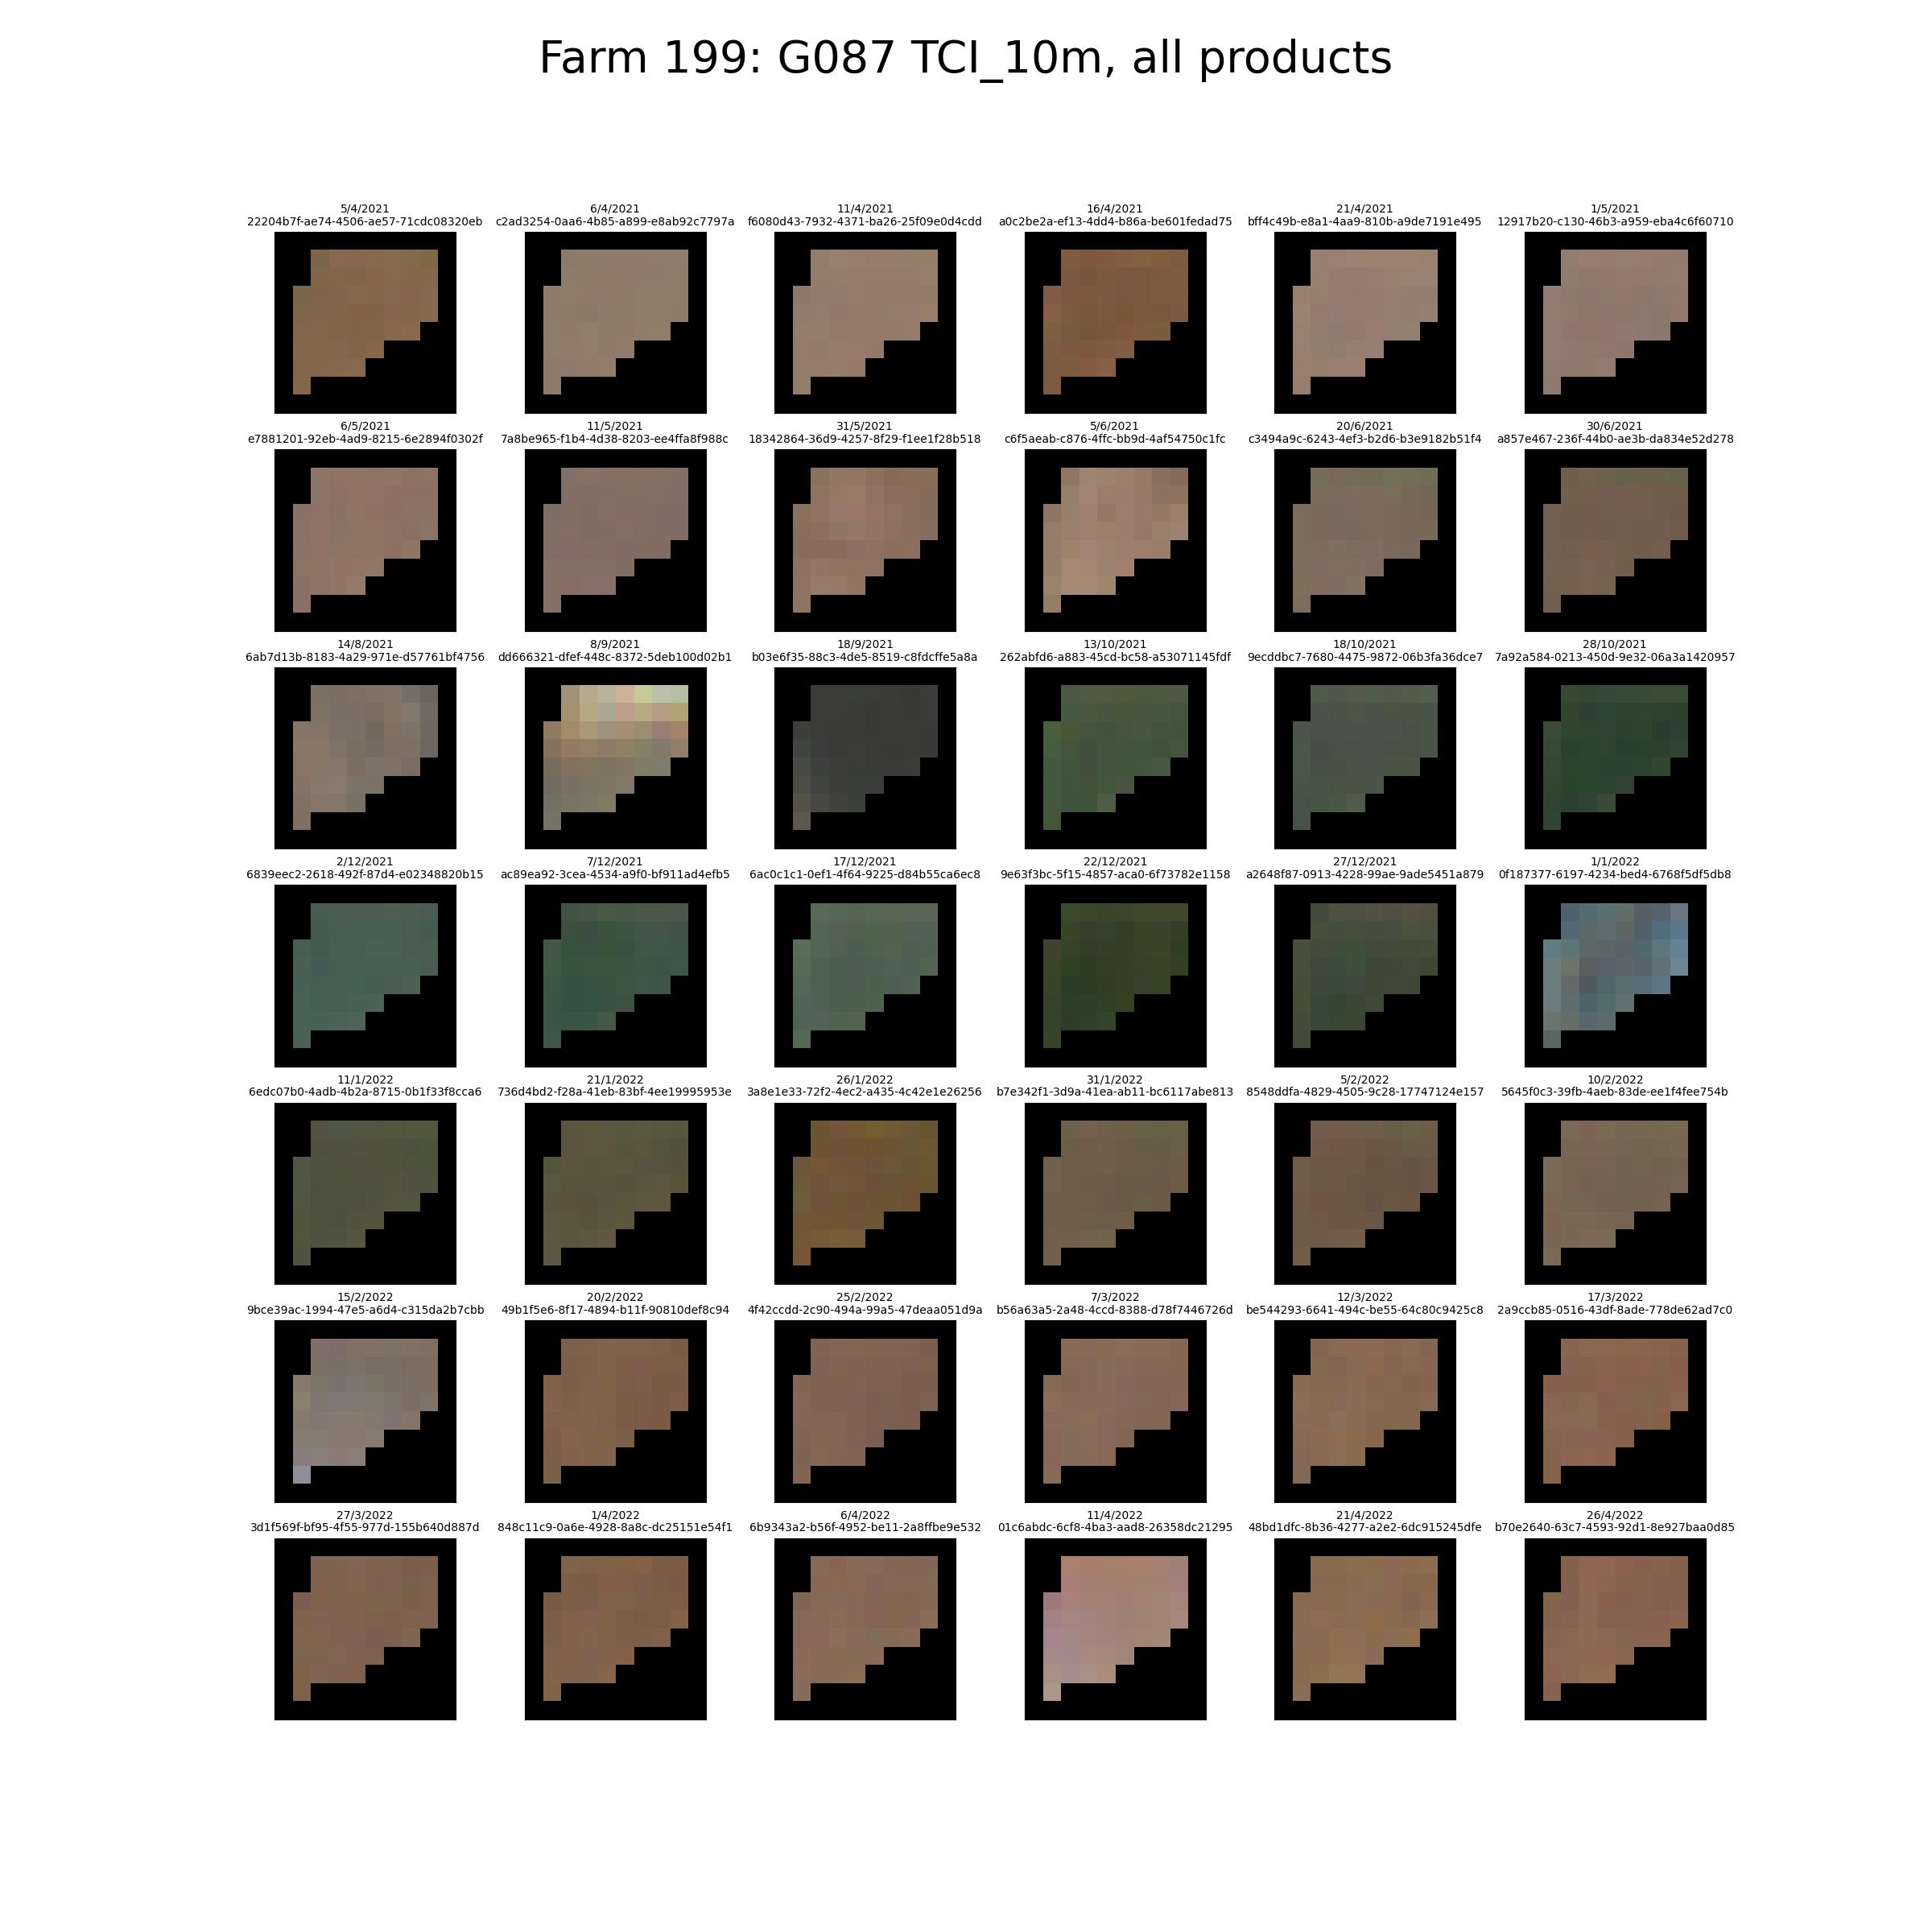 Farm 199: G087 TCI_10m, all products
5/4/2021 6/4/2021 11/4/2021 16/4/2021 21/4/2021 1/5/2021
22204b7f-ae74-4506-ae57-71cdc08320eb c2ad3254-0aa6-4b85-a899-e8ab92c7797a f6080d43-7932-4371-ba26-25f09e0d4cdd a0c2be2a-ef13-4dd4-b86a-be601fedad75 bff4c49b-e8a1-4aa9-810b-a9de7191e495 12917b20-c130-46b3-a959-eba4c6f60710
6/5/2021 11/5/2021 31/5/2021 5/6/2021 20/6/2021 30/6/2021
e7881201-92eb-4ad9-8215-6e2894f0302f 7a8be965-f1b4-4d38-8203-ee4ffa8f988c 18342864-36d9-4257-8f29-f1ee1f28b518 c6f5aeab-c876-4ffc-bb9d-4af54750c1fc c3494a9c-6243-4ef3-b2d6-b3e9182b51f4 a857e467-236f-44b0-ae3b-da834e52d278
14/8/2021 8/9/2021 18/9/2021 13/10/2021 18/10/2021 28/10/2021
6ab7d13b-8183-4a29-971e-d57761bf4756 dd666321-dfef-448c-8372-5deb100d02b1 b03e6f35-88c3-4de5-8519-c8fdcffe5a8a 262abfd6-a883-45cd-bc58-a53071145fdf 9ecddbc7-7680-4475-9872-06b3fa36dce7 7a92a584-0213-450d-9e32-06a3a1420957
2/12/2021 7/12/2021 17/12/2021 22/12/2021 27/12/2021 1/1/2022
6839eec2-2618-492f-87d4-e02348820b15 ac89ea92-3cea-4534-a9f0-bf911ad4efb5 6ac0c1c1-0ef1-4f64-9225-d84b55ca6ec8 9e63f3bc-5f15-4857-aca0-6f73782e1158 a2648f87-0913-4228-99ae-9ade5451a879 0f187377-6197-4234-bed4-6768f5df5db8
11/1/2022 21/1/2022 26/1/2022 31/1/2022 5/2/2022 10/2/2022
6edc07b0-4adb-4b2a-8715-0b1f33f8cca6 736d4bd2-f28a-41eb-83bf-4ee19995953e 3a8e1e33-72f2-4ec2-a435-4c42e1e26256 b7e342f1-3d9a-41ea-ab11-bc6117abe813 8548ddfa-4829-4505-9c28-17747124e157 5645f0c3-39fb-4aeb-83de-ee1f4fee754b
15/2/2022 20/2/2022 25/2/2022 7/3/2022 12/3/2022 17/3/2022
9bce39ac-1994-47e5-a6d4-c315da2b7cbb 49b1f5e6-8f17-4894-b11f-90810def8c94 4f42ccdd-2c90-494a-99a5-47deaa051d9a b56a63a5-2a48-4ccd-8388-d78f7446726d be544293-6641-494c-be55-64c80c9425c8 2a9ccb85-0516-43df-8ade-778de62ad7c0
27/3/2022 1/4/2022 6/4/2022 11/4/2022 21/4/2022 26/4/2022
3d1f569f-bf95-4f55-977d-155b640d887d 848c11c9-0a6e-4928-8a8c-dc25151e54f1 6b9343a2-b56f-4952-be11-2a8ffbe9e532 01c6abdc-6cf8-4ba3-aad8-26358dc21295 48bd1dfc-8b36-4277-a2e2-6dc915245dfe b70e2640-63c7-4593-92d1-8e927baa0d85